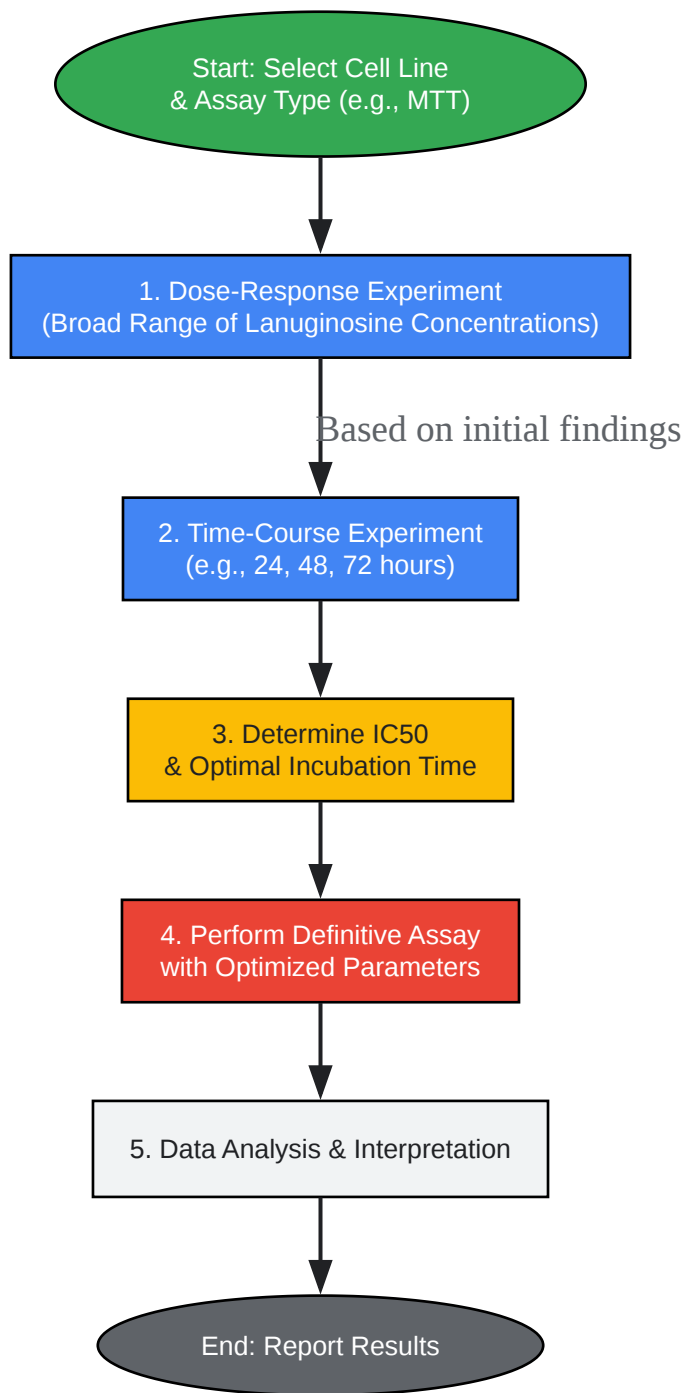 Start: Select Cell Line
& Assay Type (e.g., MTT)
1. Dose-Response Experiment
(Broad Range of Lanuginosine Concentrations)
Based on initial findings
2. Time-Course Experiment
(e.g., 24, 48, 72 hours)
3. Determine IC50
& Optimal Incubation Time
4. Perform Definitive Assay
with Optimized Parameters
5. Data Analysis & Interpretation
End: Report Results